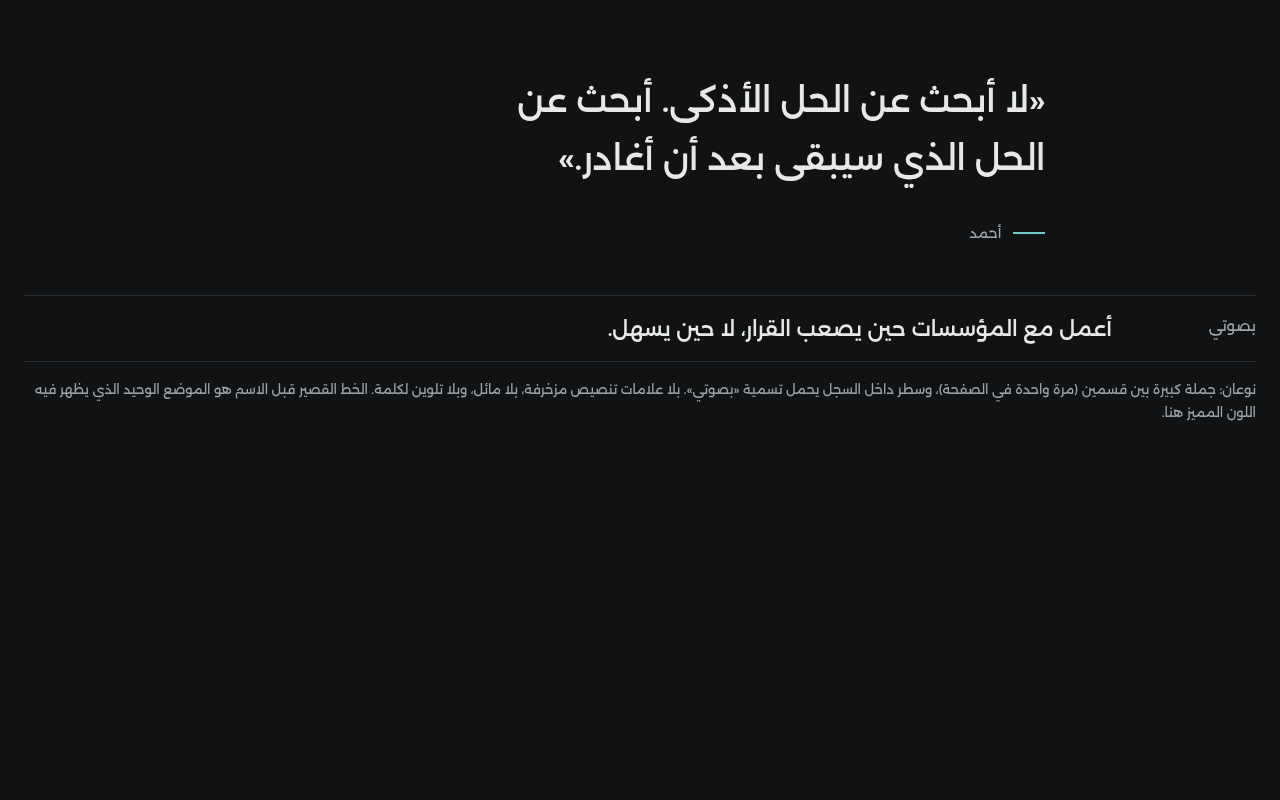 «لا أبحث عن الحل الأذكى. أبحث عن
الحل الذي سيبقى بعد أن أغادر.»
أحمد
بصوتي
أعمل مع المؤسسات حين يصعب القرار، لا حين يسهل.
نوعان: جملة كبيرة بين قسمين (مرة واحدة في الصفحة)، وسطر داخل السجل يحمل تسمية «بصوتي». بلا علامات تنصيص مزخرفة، بلا مائل، وبلا تلوين لكلمة. الخط القصير قبل الاسم هو الموضع الوحيد الذي يظهر فيه
اللون المميز هنا.